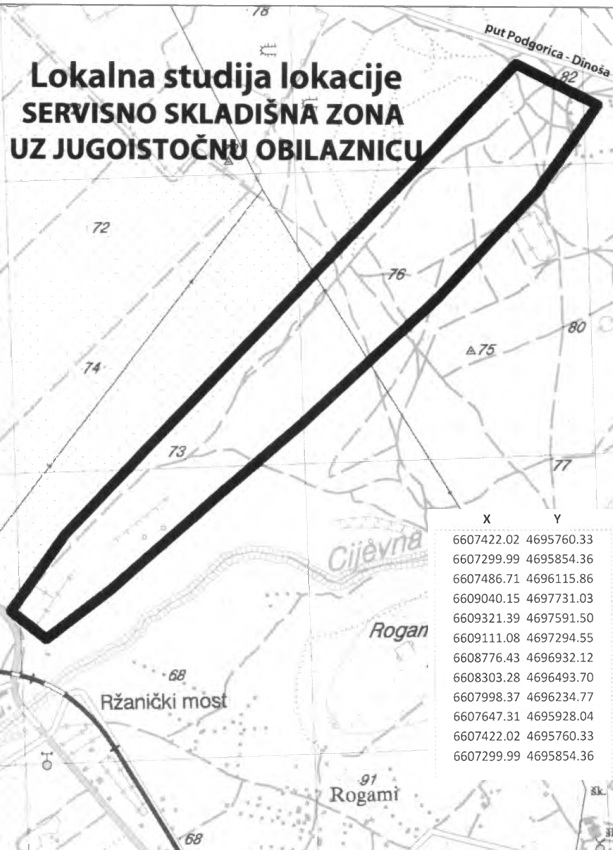 78
put Podgorica - Dinoša
Lokalna studija lokacije
82
SERVISNO SKLADIŠNA ZONA
UZ JUGOISTOČNU OBILAZNICU
72
76
80
75
74
73
77
X Y
6607422.02 4695760.33
6607299.99 4695854.36
6607486.71 4696115.86
6609040.15 4697731.03
6609321.39 4697591.50
6609111.08 4697294.55
6608776.43 4696932.12
6608303.28 4696493.70
6607998.37 4696234.77
6607647.31 4695928.04
6607422.02 4695760.33
6607299.99 4695854.36
Cijevna
Rogam
68
Ržanički most
91
Rogami
šk.
68